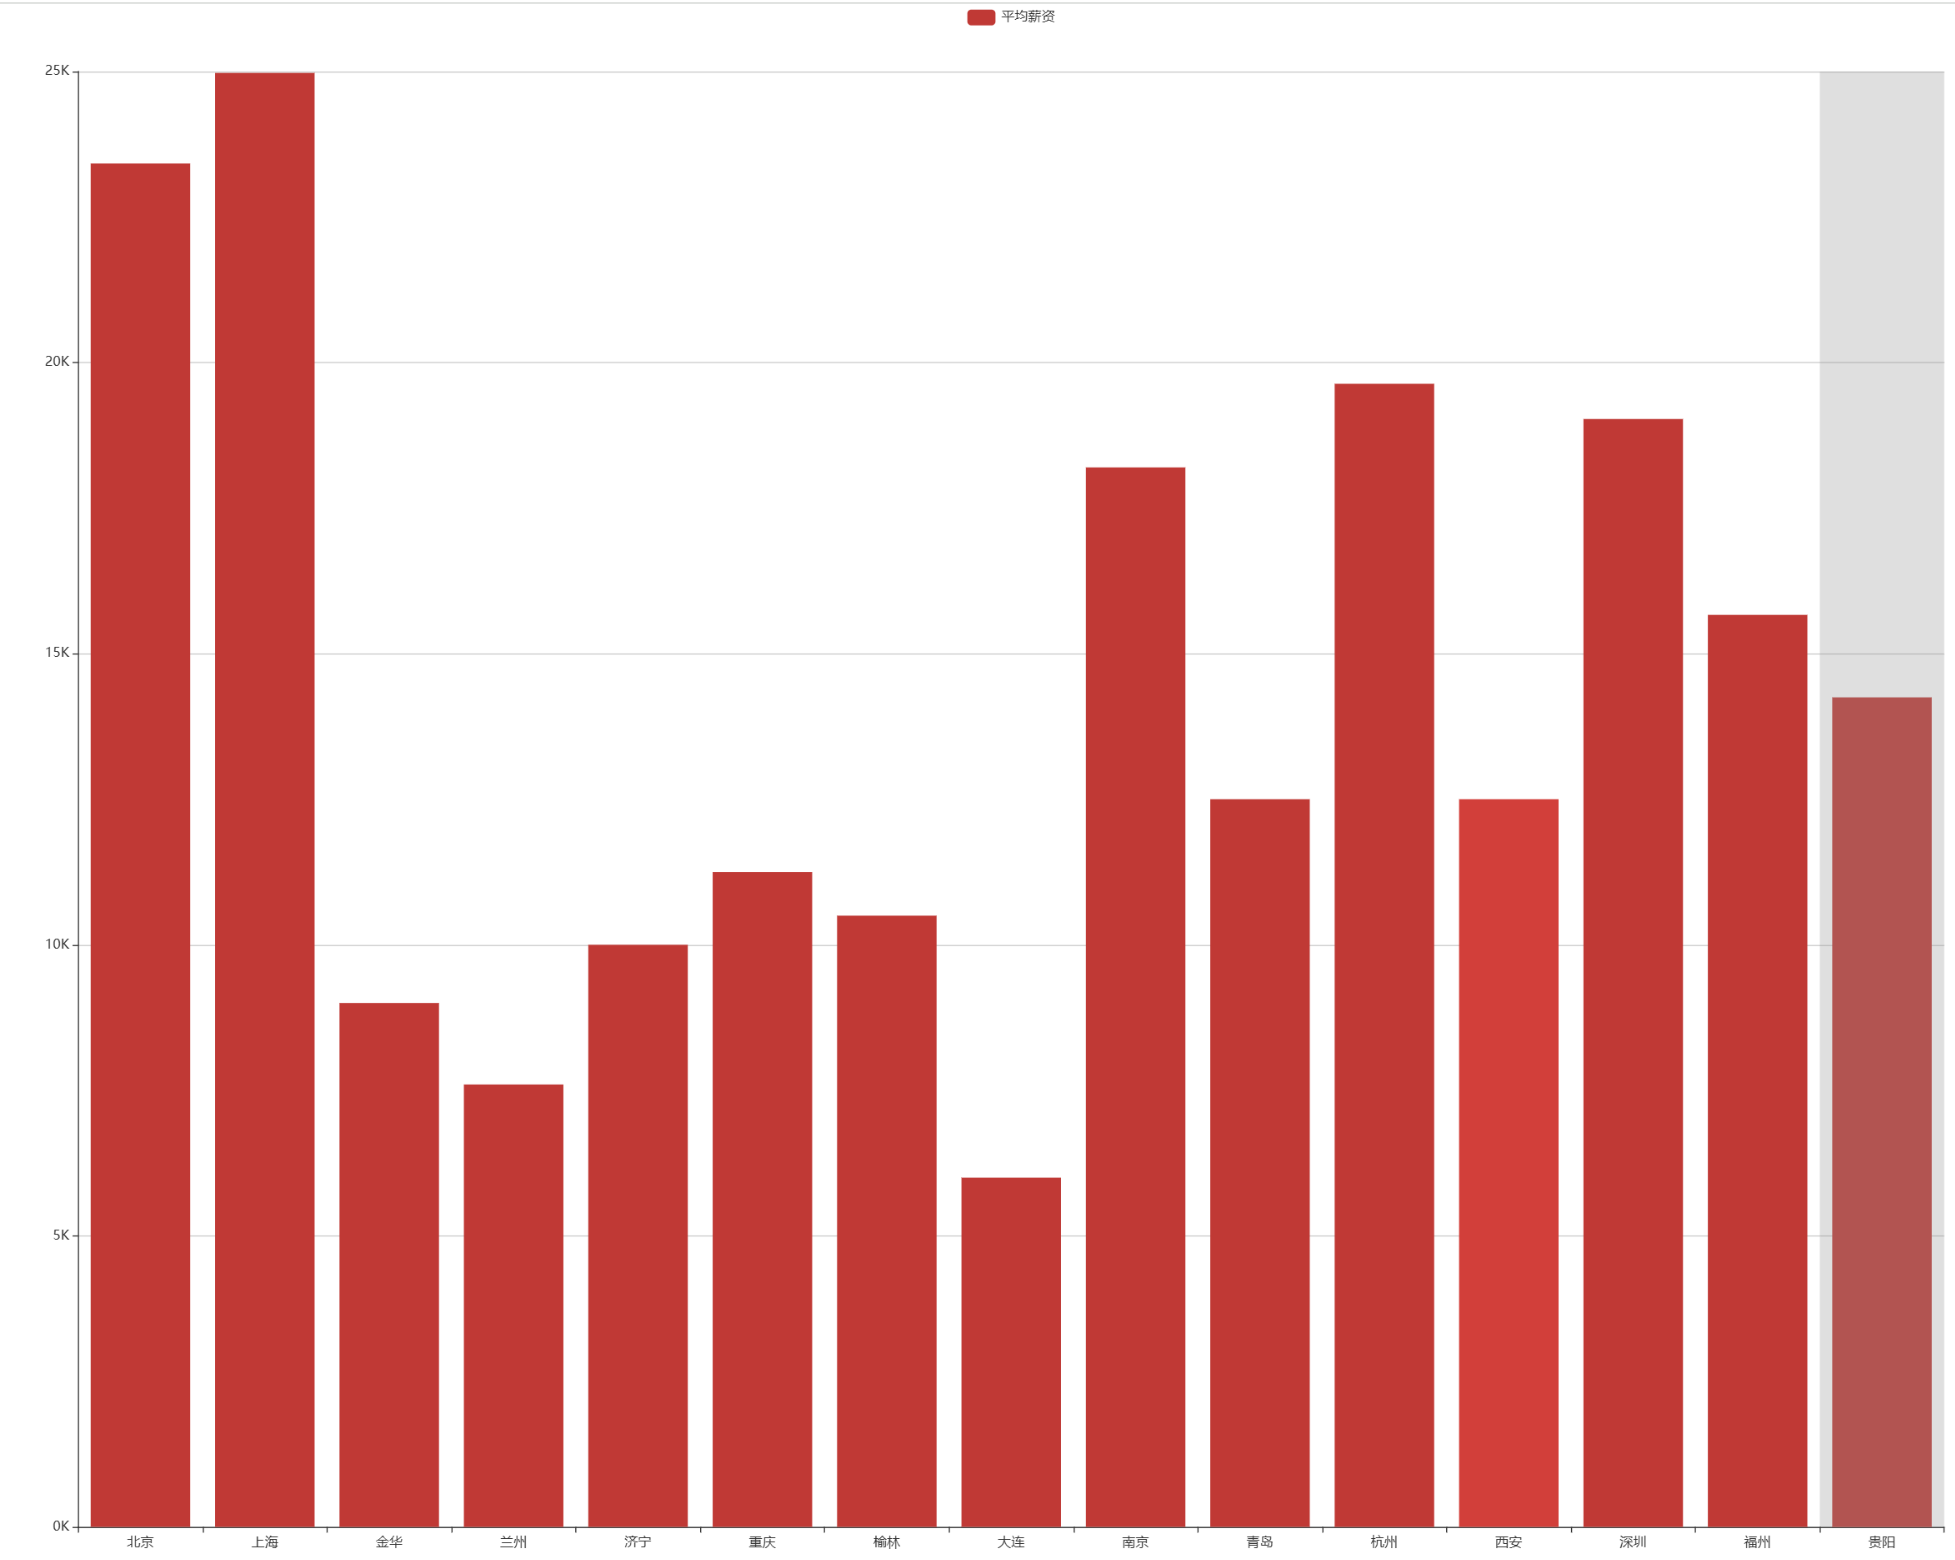 平均薪资
25K
20K
15K
10K
5K
0K
北京 上海 金华 兰州 济宁 重庆 榆林 大连 南京 青岛 杭州 西安 深圳 福州 贵阳